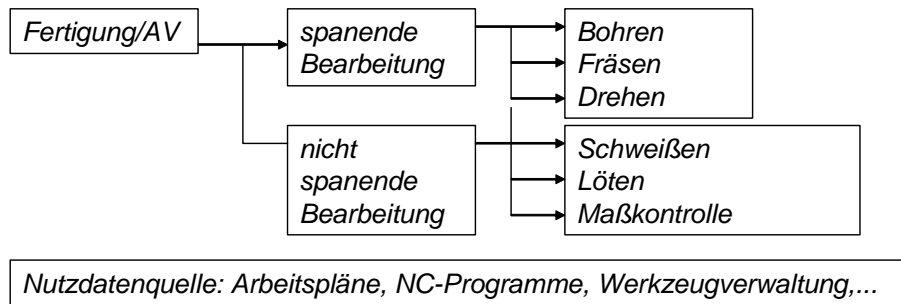 Fertigung/AV
spanende
Bearbeitung
Bohren
Fräsen
Drehen
nicht
spanende
Bearbeitung
Schweißen
Löten
Maßkontrolle
Nutzdatenquelle: Arbeitspläne, NC-Programme, Werkzeugverwaltung,...